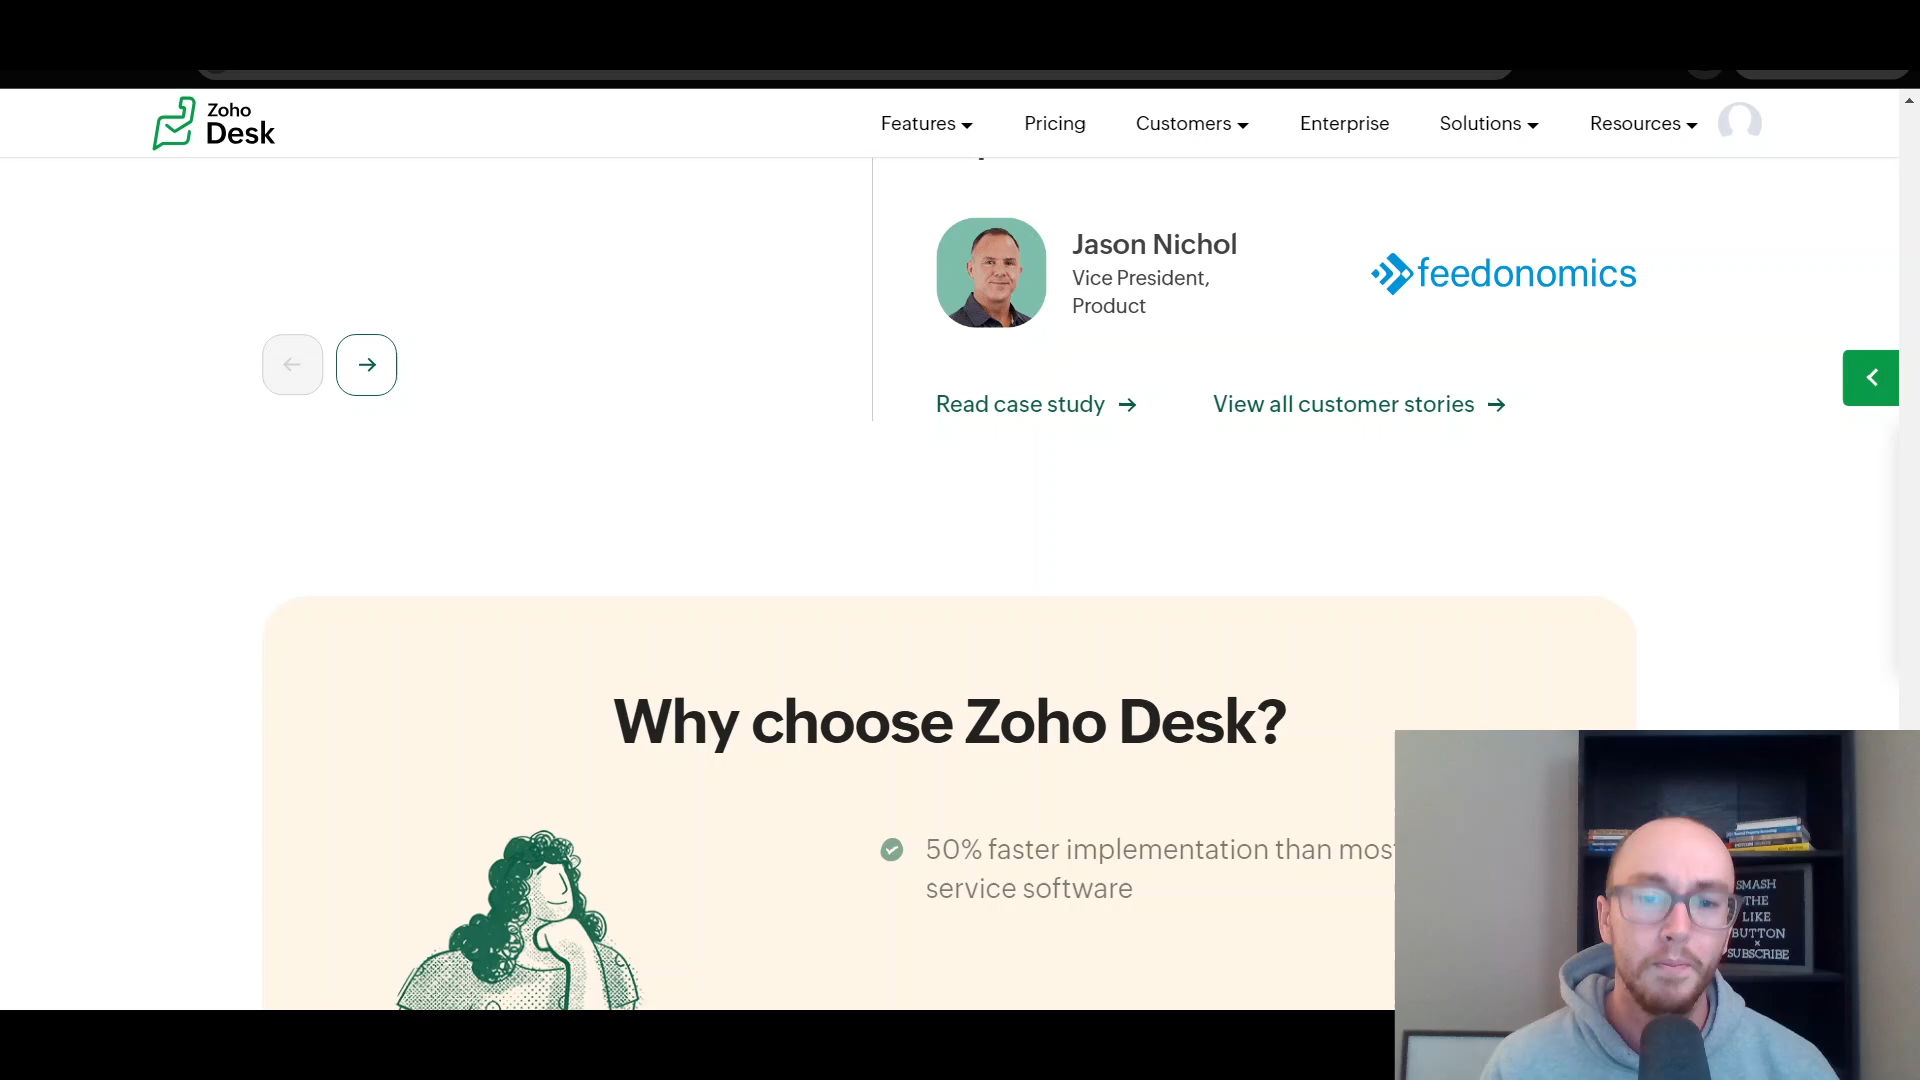 Zoho
Desk
Features
Pricing
Customers
Enterprise
Solutions
Resources
Jason Nichol
Vice President,
Product
feedonomics
Read case study →
View all customer stories →
Why choose Zoho Desk?
50% faster implementation than most
service software
SMASH
THE
LIKE
BUTTON
×
SUBSCRIBE